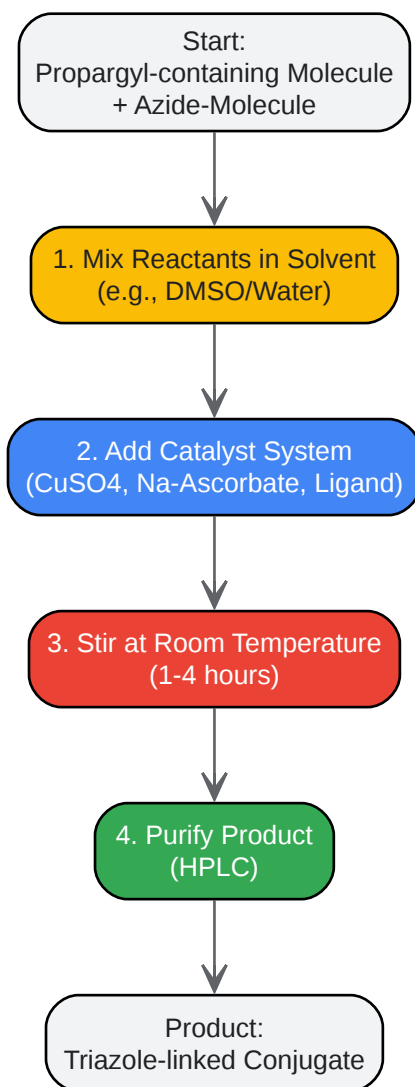 Start:
Propargyl-containing Molecule
+ Azide-Molecule
1. Mix Reactants in Solvent
(e.g., DMSO/Water)
2. Add Catalyst System
(CuSO4, Na-Ascorbate, Ligand)
3. Stir at Room Temperature
(1-4 hours)
4. Purify Product
(HPLC)
Product:
Triazole-linked Conjugate